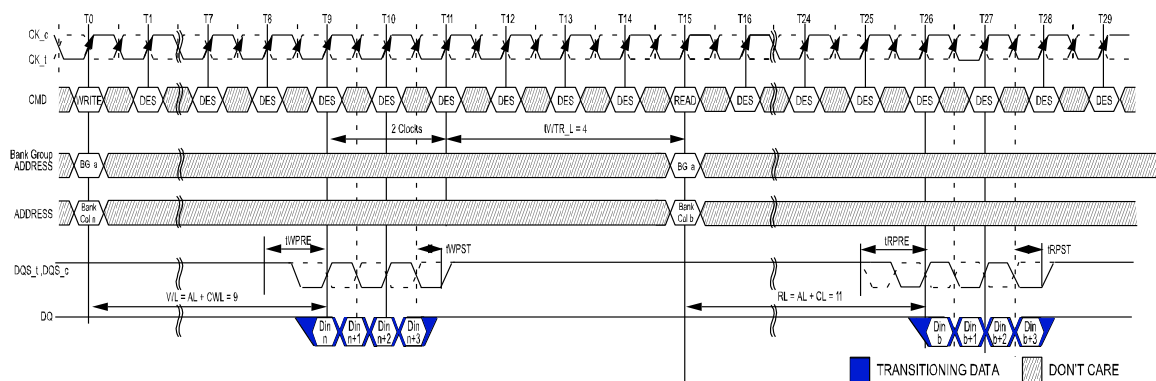 T0 T1 T7 T8 T9 T10 T11 T12 T13 T14 T15 T16 T24 T25 T26 T27 T28 T29
CK_c
CK_t
CMD WRITE DES DES DES DES DES DES DES DES DES READ DES DES DES DES DES DES DES
2 Clocks tWTR_L = 4
Bank Group
ADDRESS BG a BG a
ADDRESS Bank Col n Bank Col b
tWPRE tWPST tRPRE tRPST
DQS_t ,DQS_c
WL = AL + CWL = 9 RL = AL + CL = 11
DQ Din n Din n+1 Din n+2 Din n+3 Din b Din b+1 Din b+2 Din b+3
TRANSITIONING DATA DON'T CARE